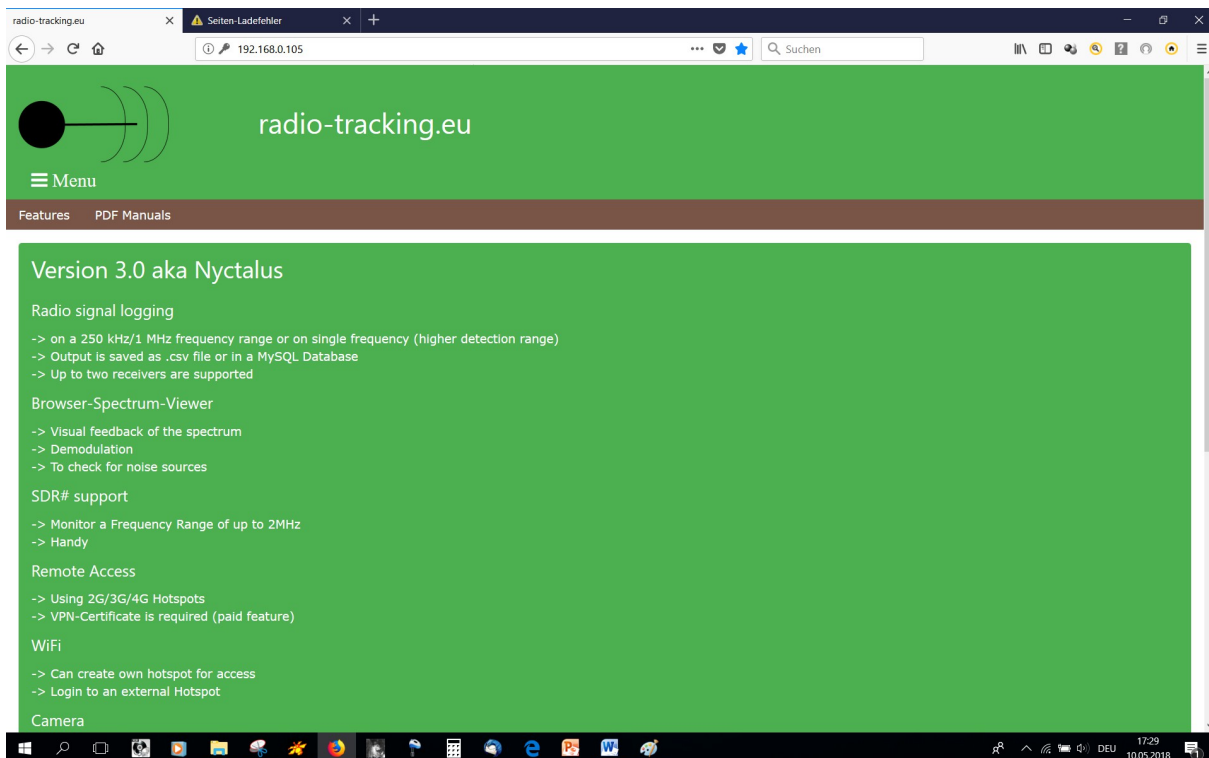 radio-tracking.eu
Seiten-Ladefehler
192.168.0.105
Suchen
radio-tracking.eu
Menu
Features PDF Manuals
Version 3.0 aka Nyctalus
Radio signal logging
-> on a 250 kHz/1 MHz frequency range or on single frequency (higher detection range)
-> Output is saved as .csv file or in a MySQL Database
-> Up to two receivers are supported
Browser-Spectrum-Viewer
-> Visual feedback of the spectrum
-> Demodulation
-> To check for noise sources
SDR# support
-> Monitor a Frequency Range of up to 2MHz
-> Handy
Remote Access
-> Using 2G/3G/4G Hotspots
-> VPN-Certificate is required (paid feature)
WiFi
-> Can create own hotspot for access
-> Login to an external Hotspot
Camera
DEU
17:29
10.05.2018